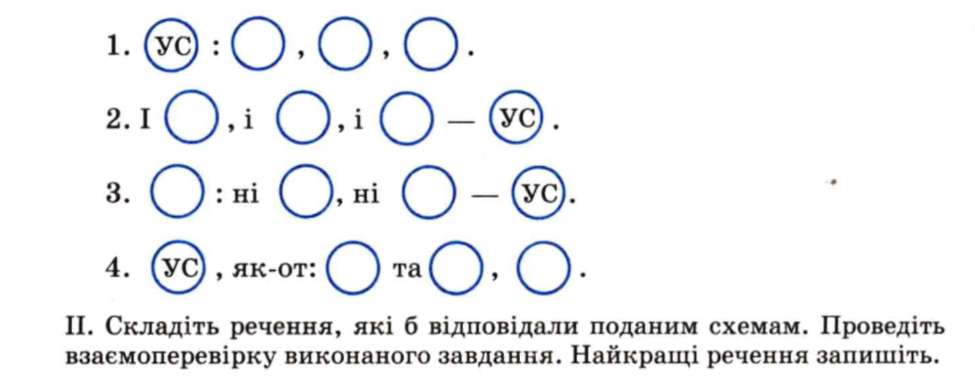 1. УС : , , .
2. І , і , і — УС .
3. : ні , ні — УС .
4. УС , як-от: та , .
ІІ. Складіть речення, які б відповідали поданим схемам. Проведіть
взаємоперевірку виконаного завдання. Найкращі речення запишіть.